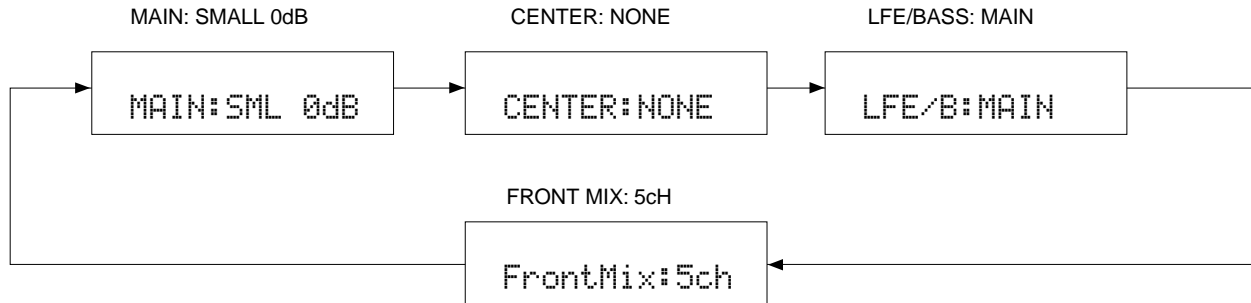 MAIN: SMALL 0dB
CENTER: NONE
LFE/BASS: MAIN
MAIN:SML 0dB
CENTER:NONE
LFE/B:MAIN
FRONT MIX: 5cH
FrontMix:5ch